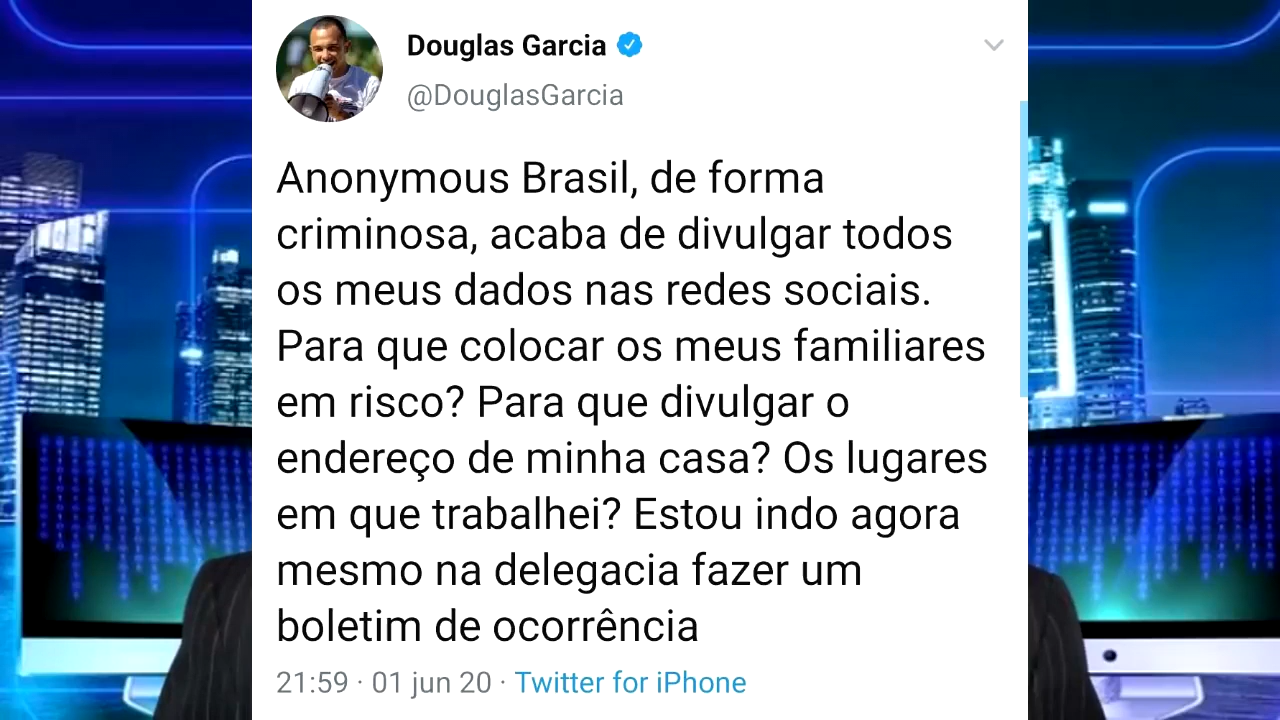 Douglas Garcia
@DouglasGarcia
Anonymous Brasil, de forma
criminosa, acaba de divulgar todos
os meus dados nas redes sociais.
Para que colocar os meus familiares
em risco? Para que divulgar o
endereço de minha casa? Os lugares
em que trabalhei? Estou indo agora
mesmo na delegacia fazer um
boletim de ocorrência
21:59 · 01 jun 20 · Twitter for iPhone